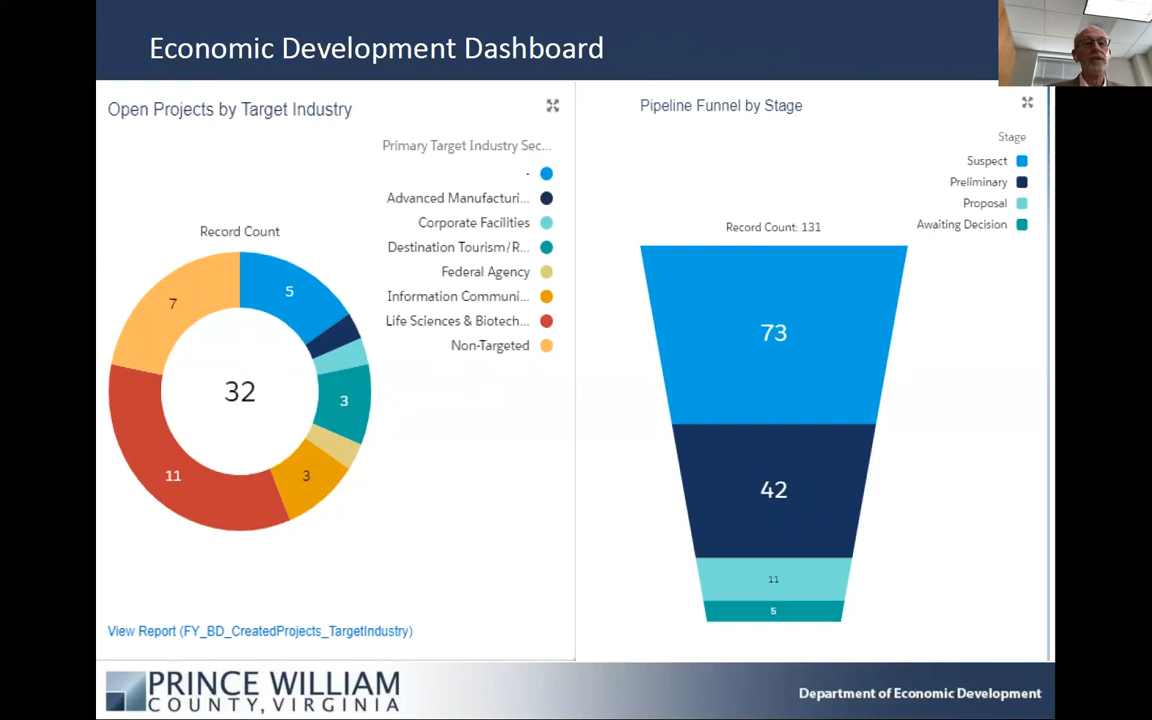 Economic Development Dashboard
Open Projects by Target Industry
Primary Target Industry Sec...
-
Advanced Manufacturi...
Corporate Facilities
Destination Tourism/R...
Federal Agency
Information Communi...
Life Sciences & Biotech...
Non-Targeted
Record Count
5
3
3
11
7
32
View Report (FY_BD_CreatedProjects_TargetIndustry)
Pipeline Funnel by Stage
Stage
Suspect
Preliminary
Proposal
Awaiting Decision
Record Count: 131
73
42
11
5
PRINCE WILLIAM
COUNTY, VIRGINIA
Department of Economic Development